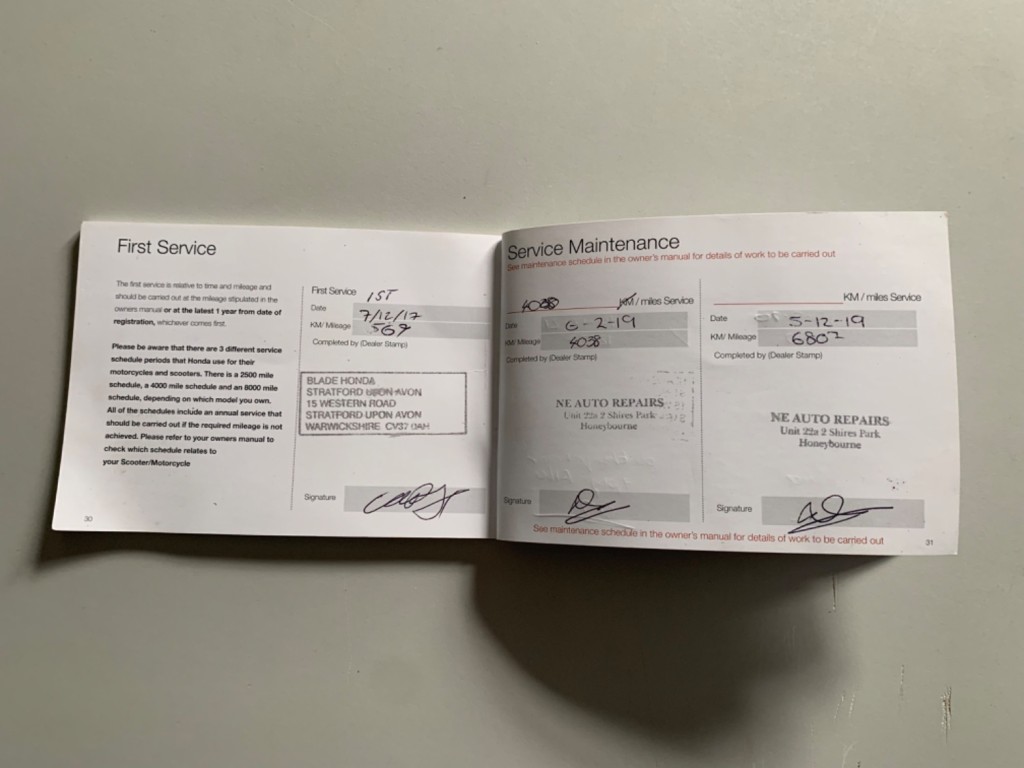 First Service
The first service is relative to time and mileage and
should be carried out at the mileage stipulated in the
owners manual or at the latest 1 year from date of
registration, whichever comes first.
Please be aware that there are 3 different service
schedule periods that Honda use for their
motorcycles and scooters. There is a 2500 mile
schedule, a 4000 mile schedule and an 8000 mile
schedule, depending on which model you own.
All of the schedules include an annual service that
should be carried out if the required mileage is not
achieved. Please refer to your owners manual to
check which schedule relates to
your Scooter/Motorcycle
30
First Service 1ST
Date 7/12/17
KM/ Mileage 569
Completed by (Dealer Stamp)
BLADE HONDA
STRATFORD UPON AVON
15 WESTERN ROAD
STRATFORD UPON AVON
WARWICKSHIRE CV37 0AH
Signature
Service Maintenance
See maintenance schedule in the owner's manual for details of work to be carried out
KM / miles Service
Date 6-2-19
KM/ Mileage 4038
Completed by (Dealer Stamp)
NE AUTO REPAIRS
Unit 22a 2 Shires Park
Honeybourne
Signature
KM / miles Service
Date 5-12-19
KM/ Mileage 6802
Completed by (Dealer Stamp)
NE AUTO REPAIRS
Unit 22a 2 Shires Park
Honeybourne
Signature
See maintenance schedule in the owner's manual for details of work to be carried out
31